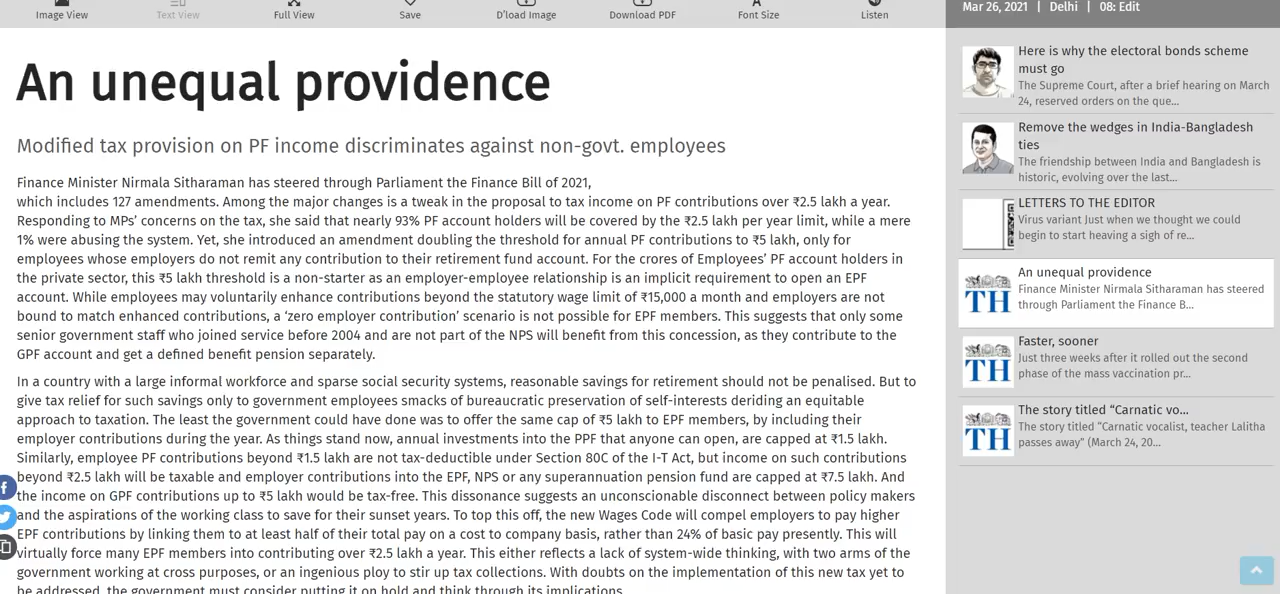 Image View
Text View
Full View
Save
D'load Image
Download PDF
Font Size
Listen
Mar 26, 2021 | Delhi | 08: Edit
An unequal providence
Modified tax provision on PF income discriminates against non-govt. employees
Finance Minister Nirmala Sitharaman has steered through Parliament the Finance Bill of 2021,
which includes 127 amendments. Among the major changes is a tweak in the proposal to tax income on PF contributions over ₹2.5 lakh a year.
Responding to MPs’ concerns on the tax, she said that nearly 93% PF account holders will be covered by the ₹2.5 lakh per year limit, while a mere
1% were abusing the system. Yet, she introduced an amendment doubling the threshold for annual PF contributions to ₹5 lakh, only for
employees whose employers do not remit any contribution to their retirement fund account. For the crores of Employees’ PF account holders in
the private sector, this ₹5 lakh threshold is a non-starter as an employer-employee relationship is an implicit requirement to open an EPF
account. While employees may voluntarily enhance contributions beyond the statutory wage limit of ₹15,000 a month and employers are not
bound to match enhanced contributions, a ‘zero employer contribution’ scenario is not possible for EPF members. This suggests that only some
senior government staff who joined service before 2004 and are not part of the NPS will benefit from this concession, as they contribute to the
GPF account and get a defined benefit pension separately.
In a country with a large informal workforce and sparse social security systems, reasonable savings for retirement should not be penalised. But to
give tax relief for such savings only to government employees smacks of bureaucratic preservation of self-interests deriding an equitable
approach to taxation. The least the government could have done was to offer the same cap of ₹5 lakh to EPF members, by including their
employer contributions during the year. As things stand now, annual investments into the PPF that anyone can open, are capped at ₹1.5 lakh.
Similarly, employee PF contributions beyond ₹1.5 lakh are not tax-deductible under Section 80C of the I-T Act, but income on such contributions
beyond ₹2.5 lakh will be taxable and employer contributions into the EPF, NPS or any superannuation pension fund are capped at ₹7.5 lakh. And
the income on GPF contributions up to ₹5 lakh would be tax-free. This dissonance suggests an unconscionable disconnect between policy makers
and the aspirations of the working class to save for their sunset years. To top this off, the new Wages Code will compel employers to pay higher
EPF contributions by linking them to at least half of their total pay on a cost to company basis, rather than 24% of basic pay presently. This will
virtually force many EPF members into contributing over ₹2.5 lakh a year. This either reflects a lack of system-wide thinking, with two arms of the
government working at cross purposes, or an ingenious ploy to stir up tax collections. With doubts on the implementation of this new tax yet to
be addressed, the government must consider putting it on hold and think through its implications.
Here is why the electoral bonds scheme
must go
The Supreme Court, after a brief hearing on March
24, reserved orders on the que...
Remove the wedges in India-Bangladesh
ties
The friendship between India and Bangladesh is
historic, evolving over the last...
LETTERS TO THE EDITOR
Virus variant Just when we thought we could
begin to start heaving a sigh of re...
TH
An unequal providence
Finance Minister Nirmala Sitharaman has steered
through Parliament the Finance B...
TH
Faster, sooner
Just three weeks after it rolled out the second
phase of the mass vaccination pr...
TH
The story titled “Carnatic vo...
The story titled “Carnatic vocalist, teacher Lalitha
passes away” (March 24, 20...